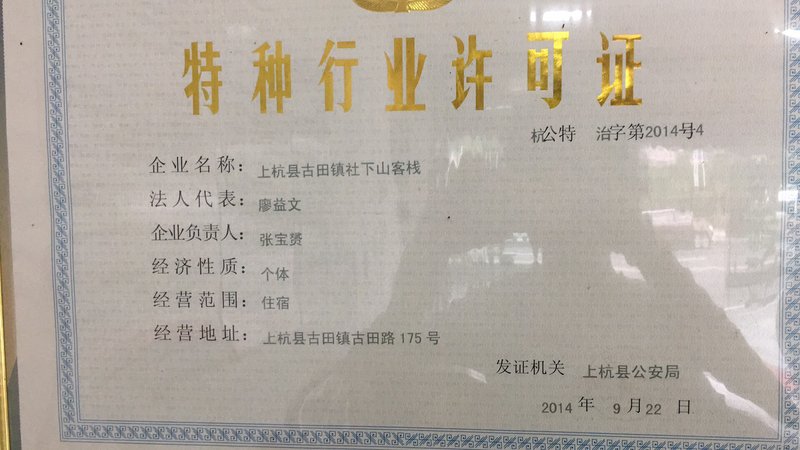 特种行业许可证
杭公特 治字第2014号4
企业名称：上杭县古田镇社下山客栈
法人代表：廖益文
企业负责人：张宝赟
经济性质：个体
经营范围：住宿
经营地址：上杭县古田镇古田路175号
发证机关 上杭县公安局
2014年 9月22日